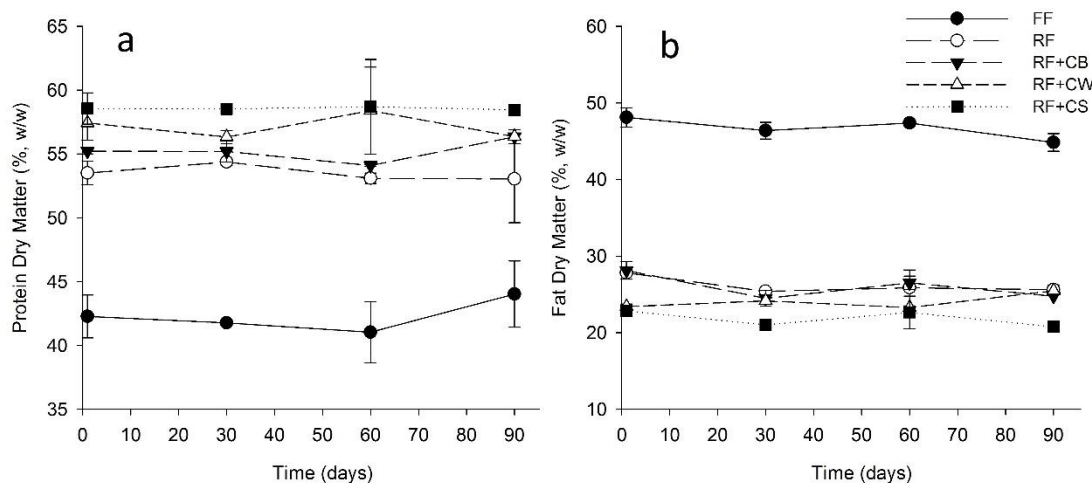 a
Protein Dry Matter (%, w/w)
65
60
55
50
45
40
35
0 10 20 30 40 50 60 70 80 90
Time (days)
b
Fat Dry Matter (%, w/w)
60
50
40
30
20
10
0 10 20 30 40 50 60 70 80 90
Time (days)
FF
RF
RF+CB
RF+CW
RF+CS